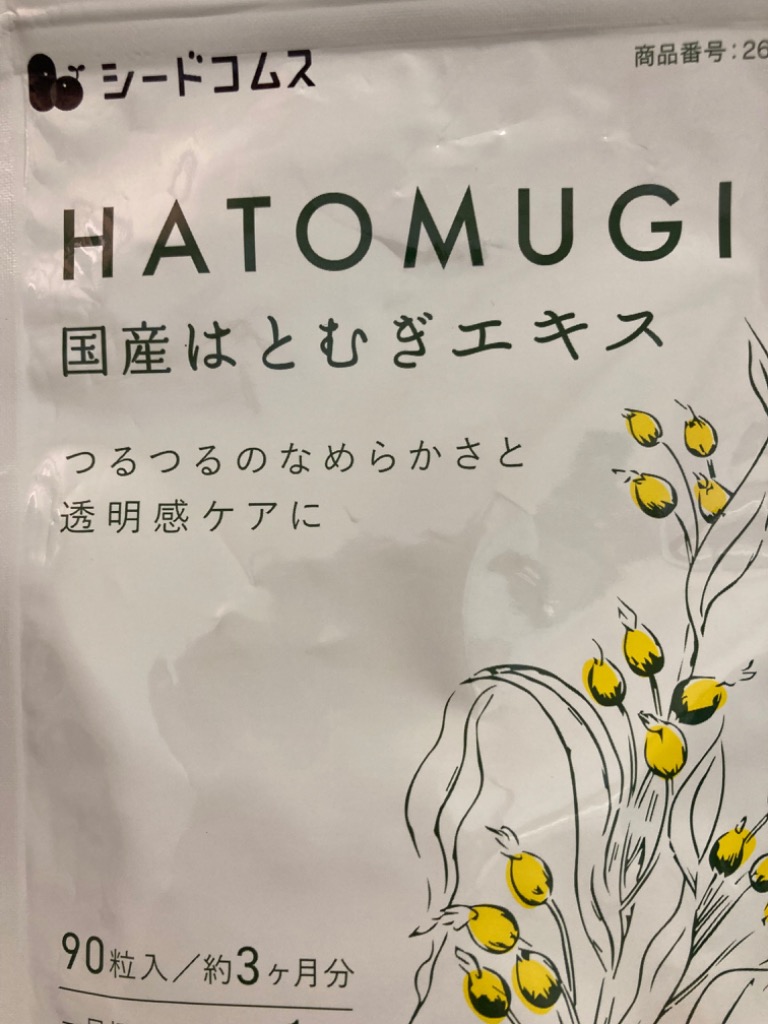 シードコムス
商品番号：26
HATOMUGI
国産はとむぎエキス
つるつるのなめらかさと
透明感ケアに
90粒入／約3ヶ月分